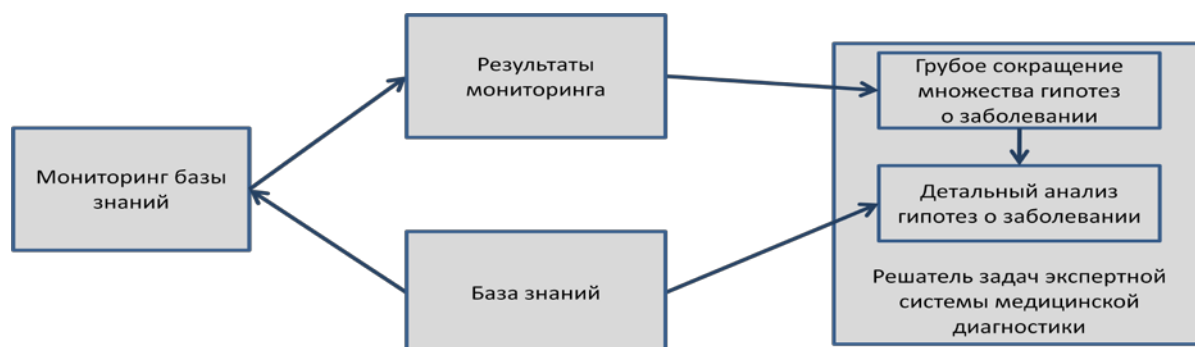 Мониторинг базы
знаний
Результаты
мониторинга
База знаний
Грубое сокращение
множества гипотез
о заболевании
Детальный анализ
гипотез о заболевании
Решатель задач экспертной
системы медицинской
диагностики